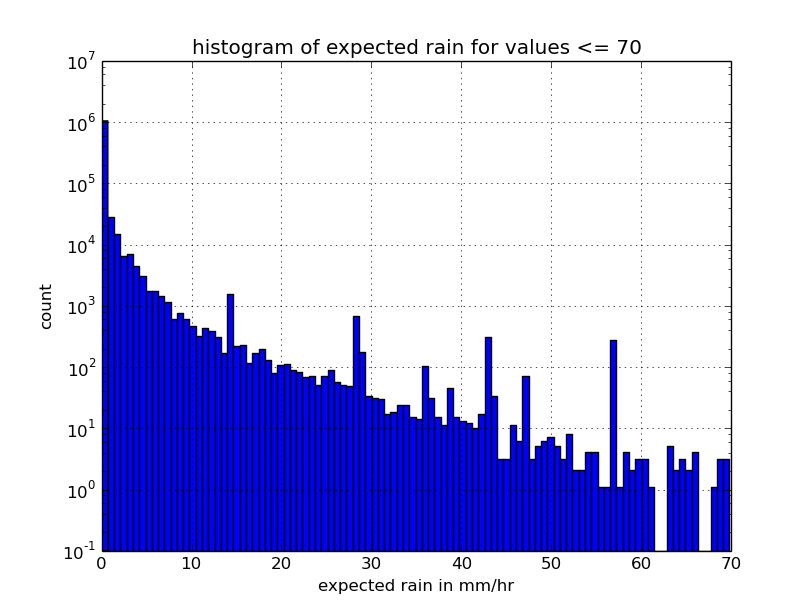 histogram of expected rain for values <= 70
10^7
10^6
10^5
10^4
10^3
10^2
10^1
10^0
10^-1
count
0 10 20 30 40 50 60 70
expected rain in mm/hr